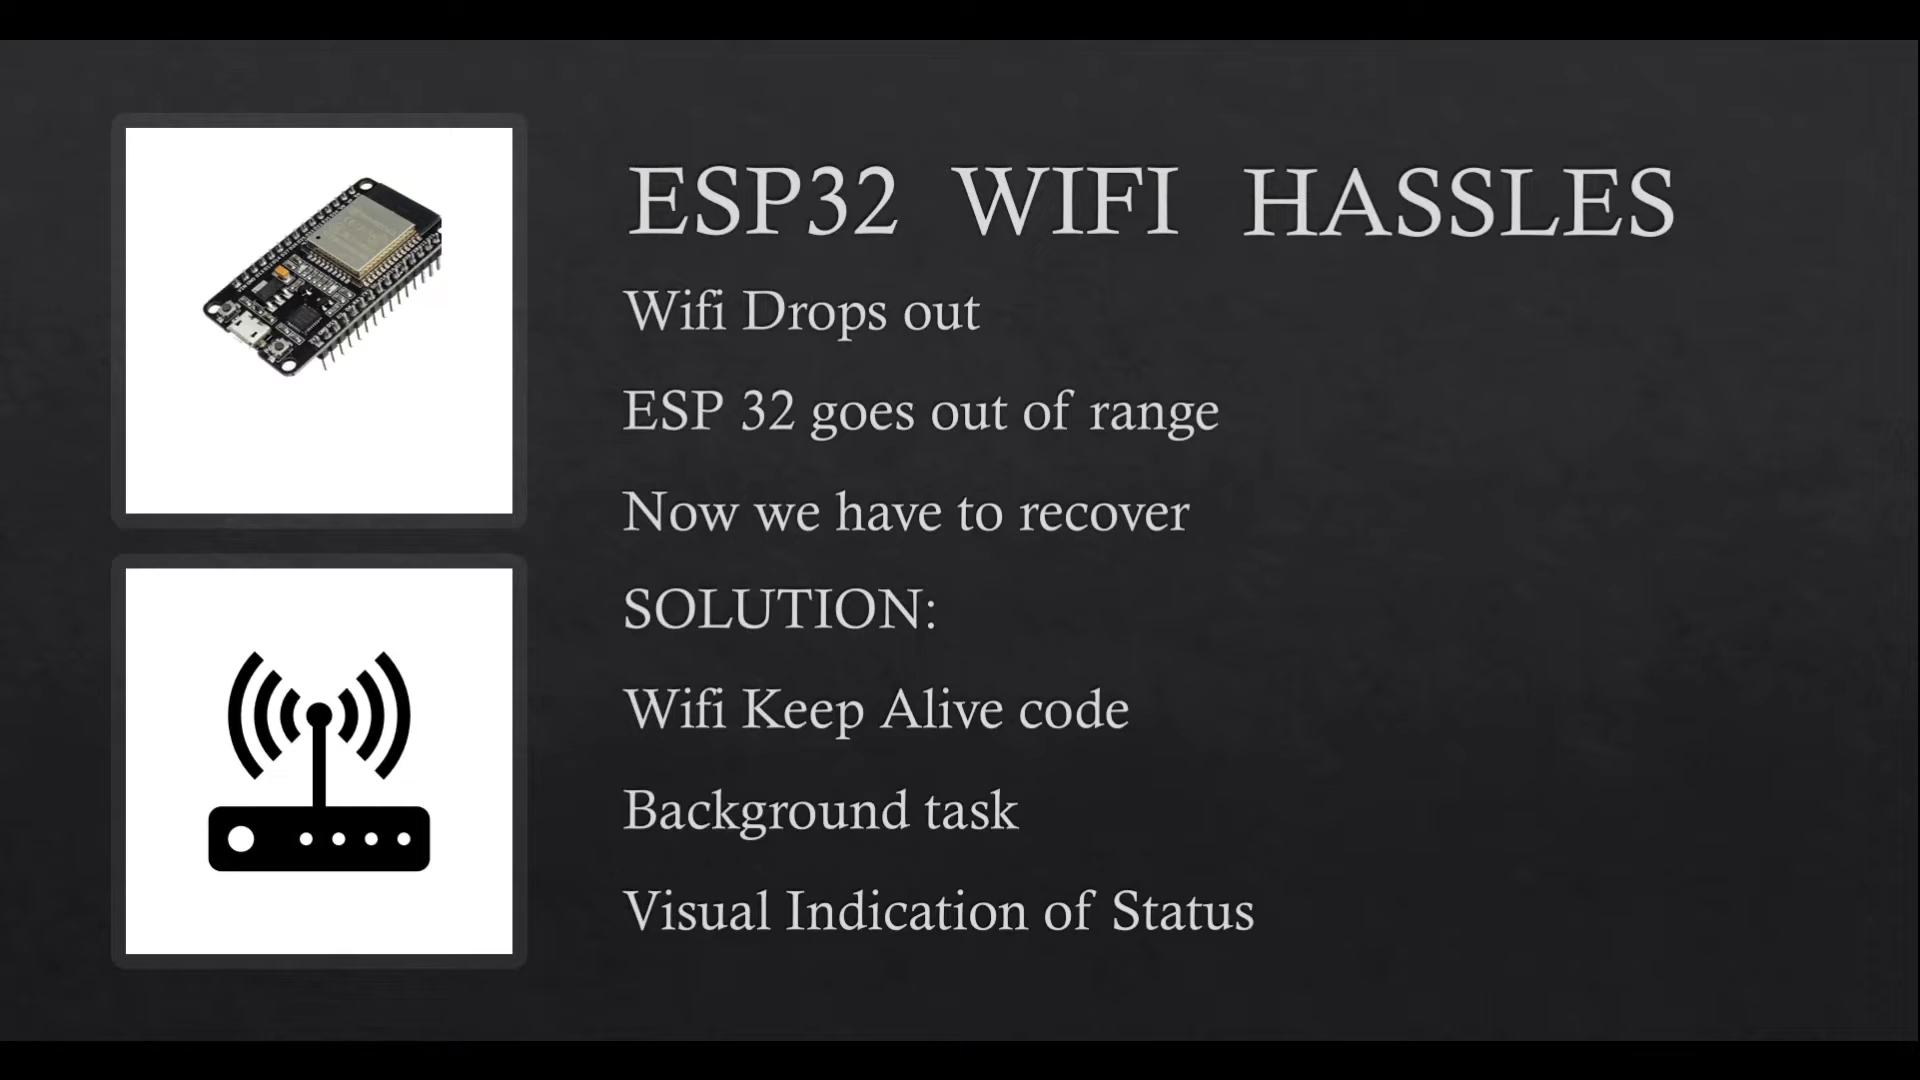 ESP32 WIFI HASSLES
Wifi Drops out
ESP 32 goes out of range
Now we have to recover
SOLUTION:
Wifi Keep Alive code
Background task
Visual Indication of Status